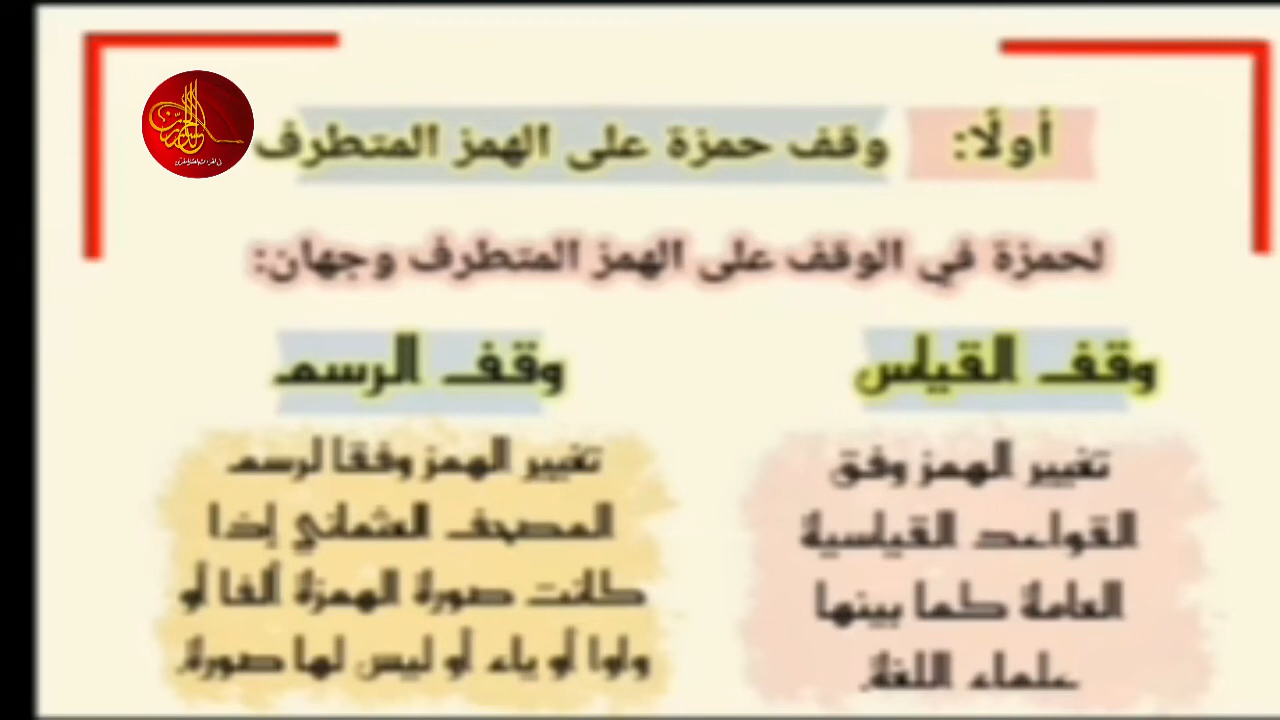 أولًا: وقف حمزة على الهمز المتطرف
لحمزة في الوقف على الهمز المتطرف وجهان:
وقف القياس
تغيير الهمز وفق
القواعد القياسية
العامة كما بينها
علماء اللغة.
وقف الرسم
تغيير الهمز وفقا لرسم
المصحف العثماني إذا
كانت صورة الهمزة ألفا أو
واوا أو ياء أو ليس لها صورة.